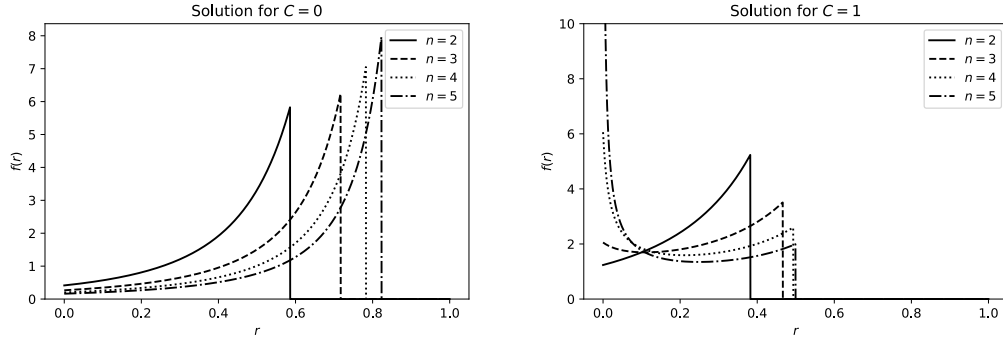 Solution for C = 0
8
7
6
5
4
3
2
1
0
f(r)
0.0 0.2 0.4 0.6 0.8 1.0
r
n = 2
n = 3
n = 4
n = 5
Solution for C = 1
10
8
6
4
2
0
f(r)
0.0 0.2 0.4 0.6 0.8 1.0
r
n = 2
n = 3
n = 4
n = 5